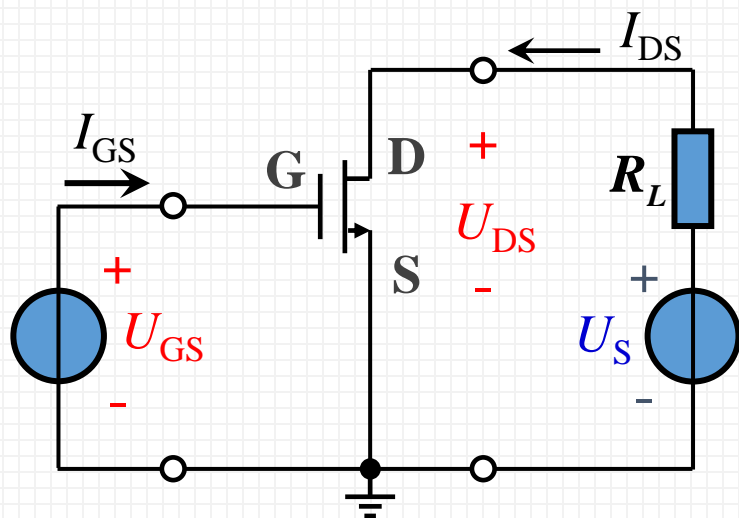 I_DS
I_GS
G
D
+
R_L
U_DS
S
-
+
U_GS
-
+
U_S
-